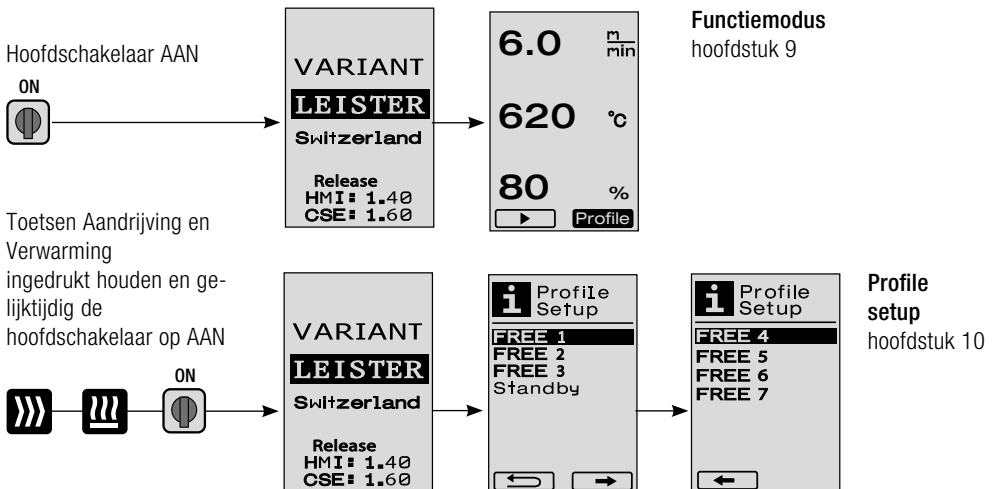 Hoofdschakelaar AAN
ON
VARIANT
LEISTER
Switzerland
Release
HMI: 1.40
CSE: 1.60
6.0 m/min
620 °C
80 %
Profile
Functiemodus
hoofdstuk 9
Toetsen Aandrijving en
Verwarming
ingedrukt houden en ge-
lijktijdig de
hoofdschakelaar op AAN
ON
VARIANT
LEISTER
Switzerland
Release
HMI: 1.40
CSE: 1.60
i Profile
Setup
FREE 1
FREE 2
FREE 3
Standby
i Profile
Setup
FREE 4
FREE 5
FREE 6
FREE 7
Profile
setup
hoofdstuk 10